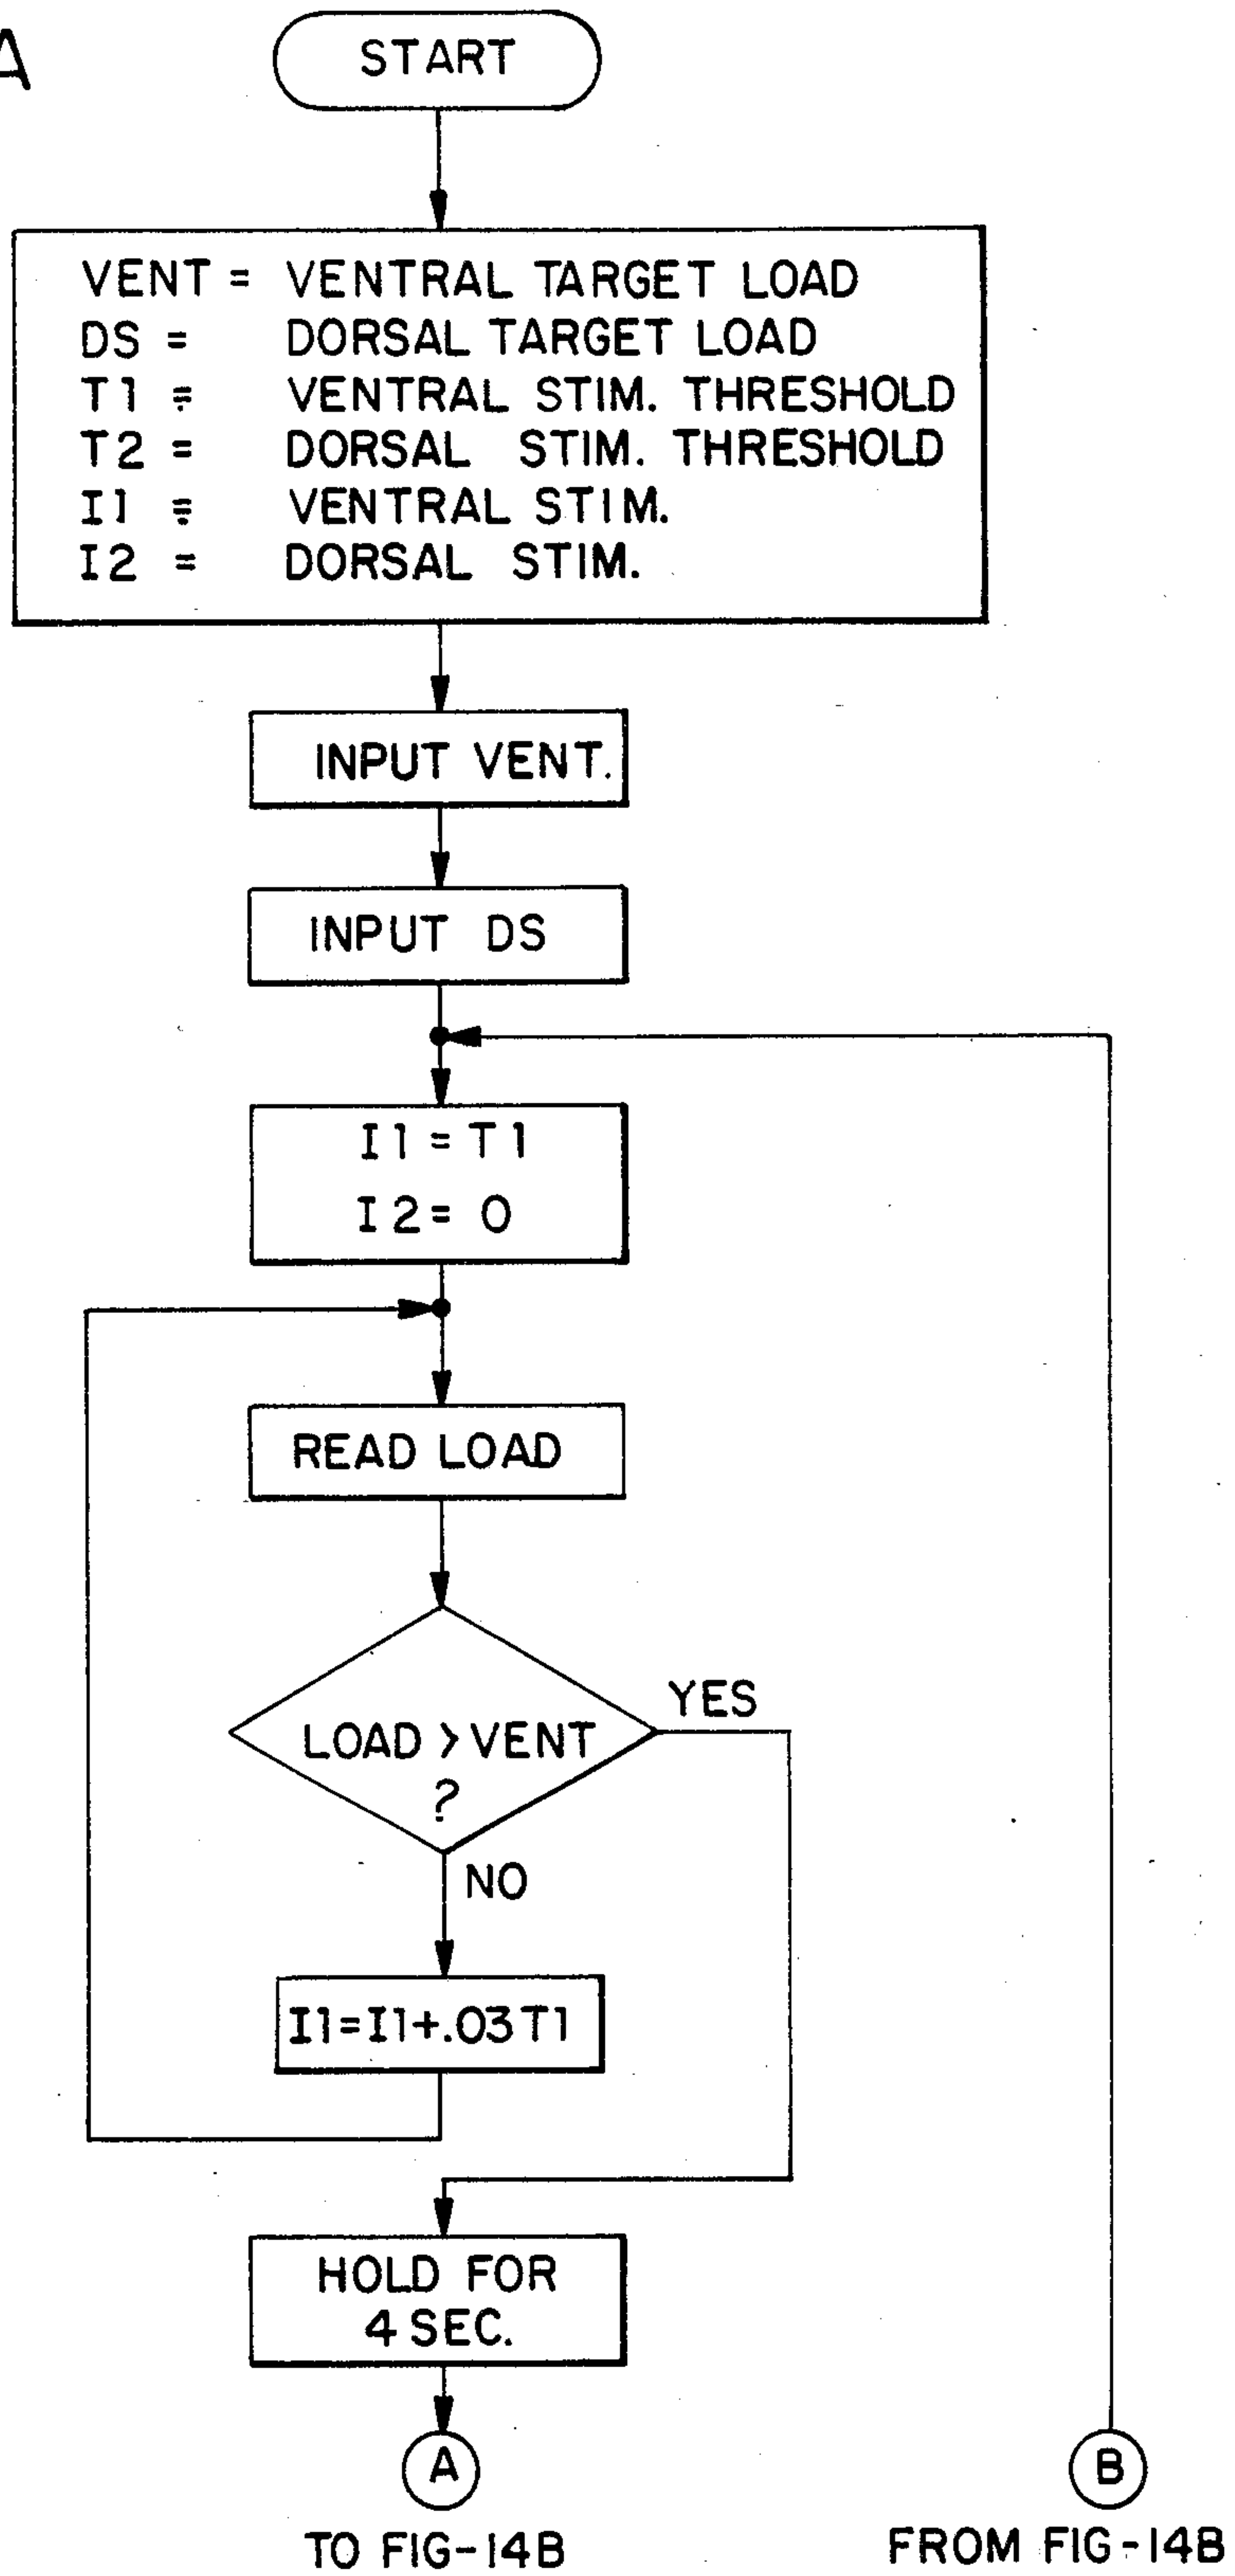 A
START
VENT = VENTRAL TARGET LOAD
DS = DORSAL TARGET LOAD
T1 = VENTRAL STIM. THRESHOLD
T2 = DORSAL STIM. THRESHOLD
I1 = VENTRAL STIM.
I2 = DORSAL STIM.
INPUT VENT.
INPUT DS
I1 = T1
I2 = 0
READ LOAD
LOAD > VENT
?
YES
NO
I1=I1+.03T1
HOLD FOR
4 SEC.
A
B
TO FIG-14B
FROM FIG-14B